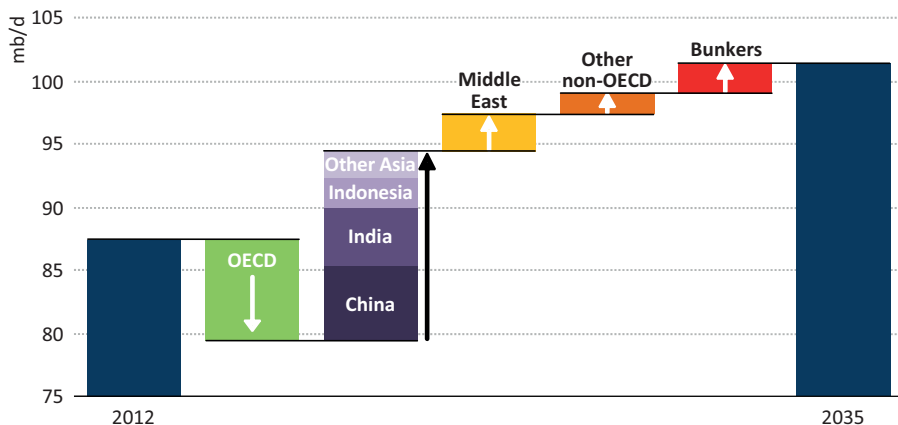 mb/d
105
100
95
90
85
80
75
OECD
Other Asia
Indonesia
India
China
Middle
East
Other
non-OECD
Bunkers
2012
2035